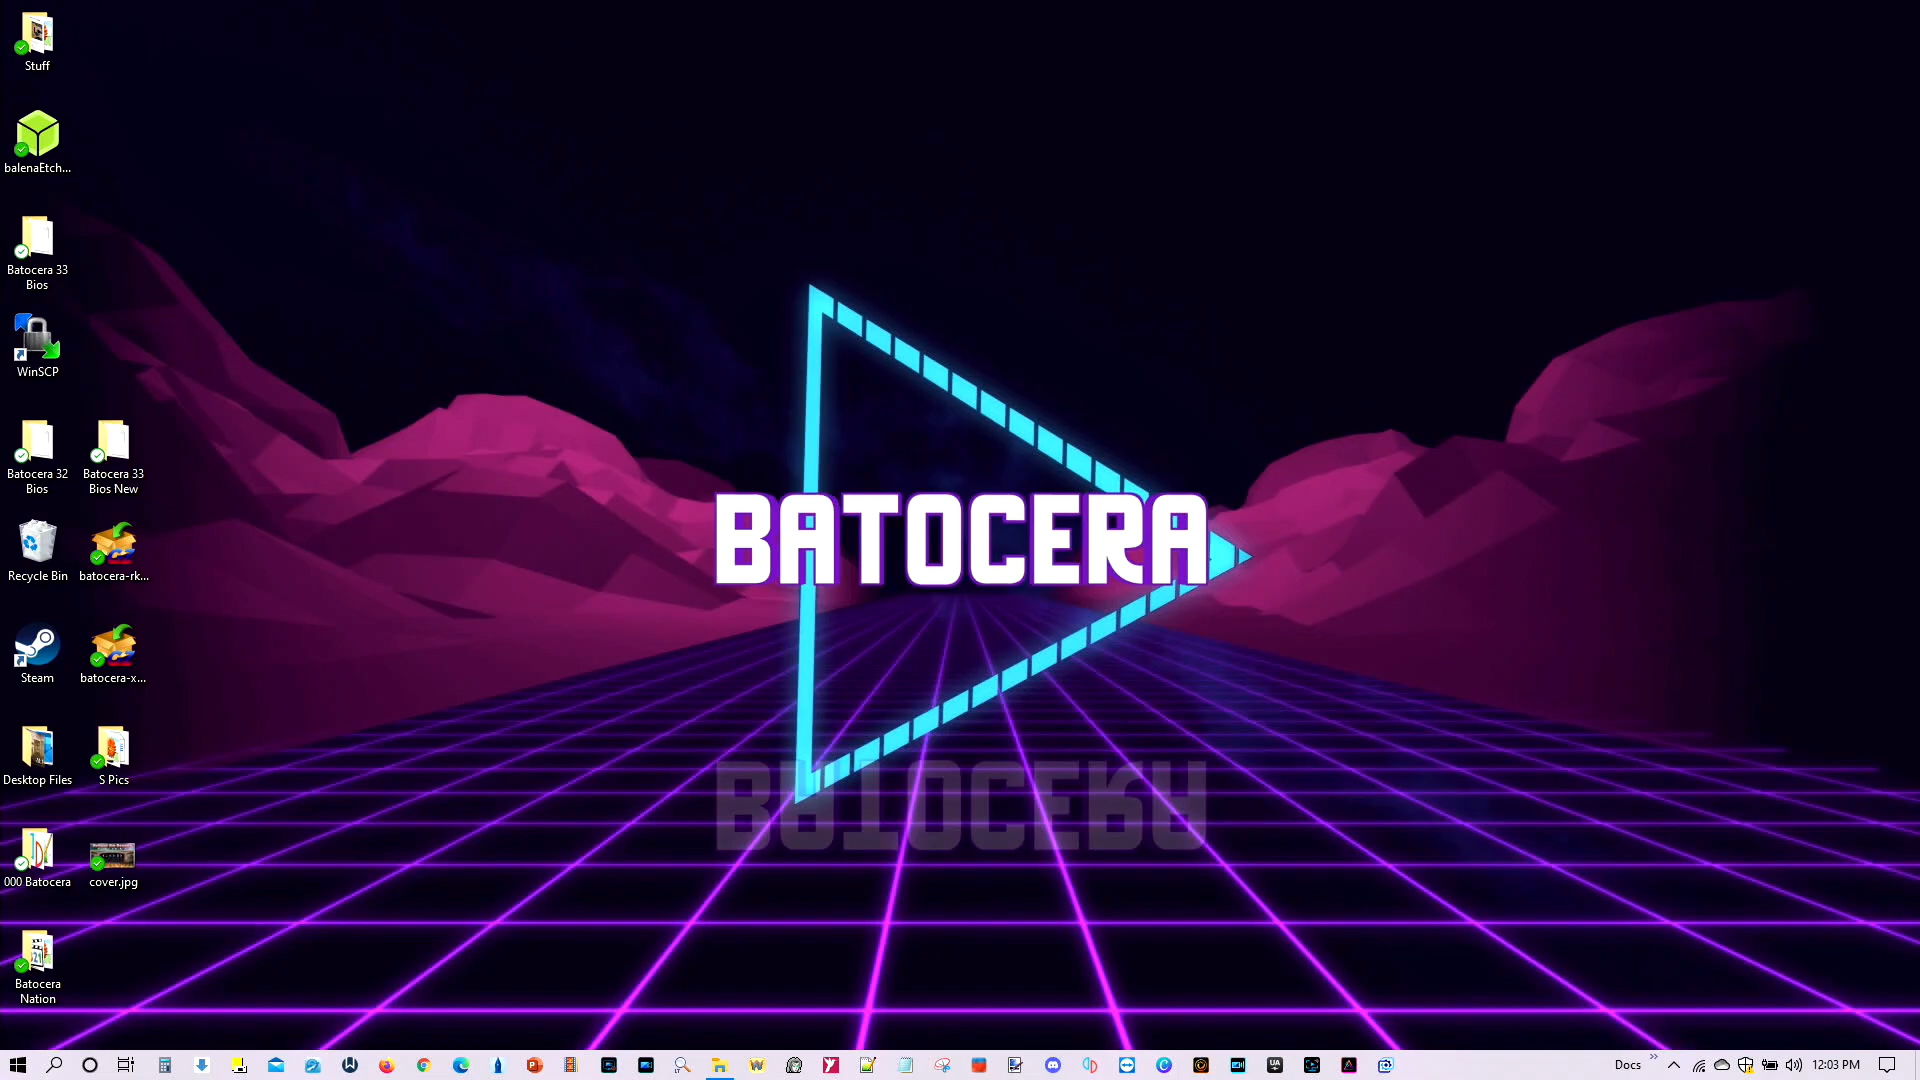 Stuff
balenaEtch...
Batocera 33
Bios
WinSCP
Batocera 32
Bios
Batocera 33
Bios New
Recycle Bin
batocera-rk...
Steam
batocera-x...
Desktop Files
S Pics
000 Batocera
cover.jpg
Batocera
Nation
BATOCERA
BATOCERA
Docs
12:03 PM